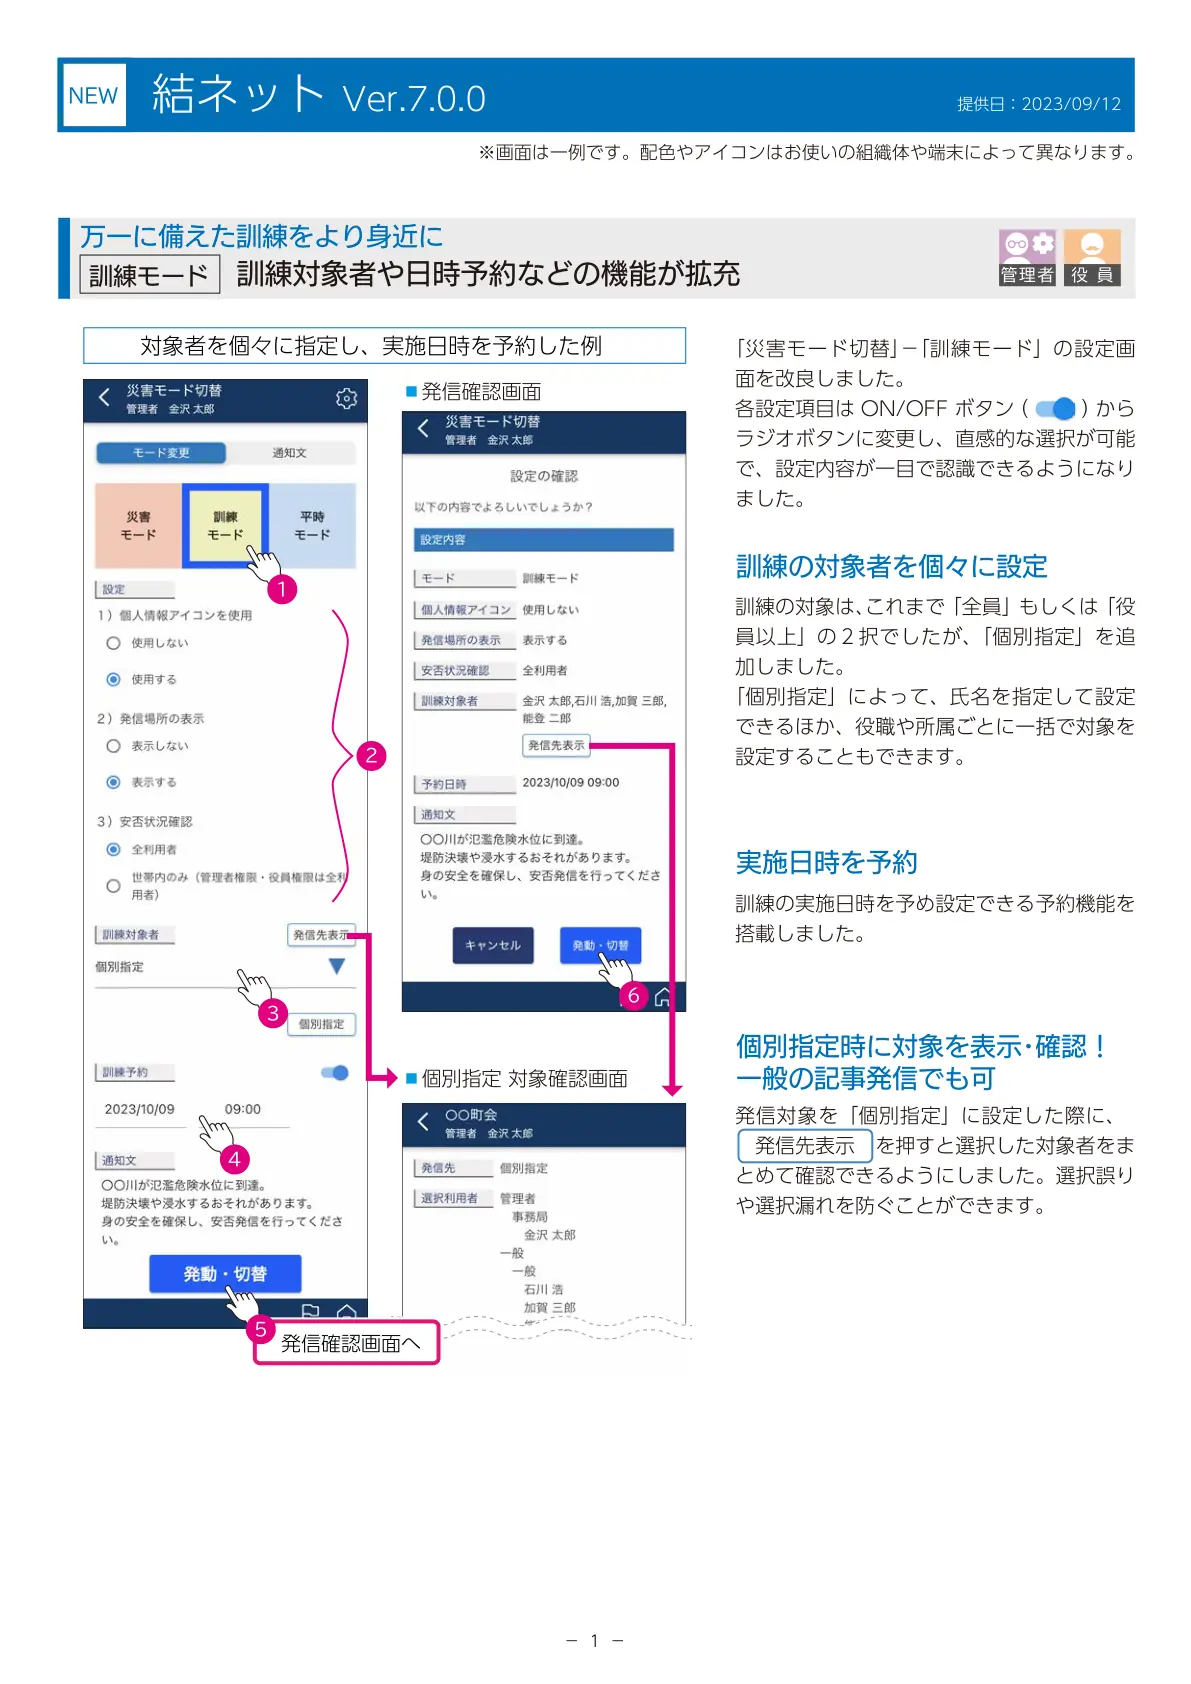 NEW
結ネット Ver.7.0.0
提供日：2023/09/12
※画面は一例です。配色やアイコンはお使いの組織体や端末によって異なります。
万一に備えた訓練をより身近に
訓練モード 訓練対象者や日時予約などの機能が拡充
管理者
役 員
対象者を個々に指定し、実施日時を予約した例
災害モード切替
管理者 金沢 太郎
モード変更
通知文
災害
モード
訓練
モード
平時
モード
1
設定
1）個人情報アイコンを使用
使用しない
使用する
2）発信場所の表示
表示しない
表示する
2
3）安否状況確認
全利用者
世帯内のみ（管理者権限・役員権限は全利
用者）
訓練対象者
発信先表示
個別指定
3
個別指定
訓練予約
2023/10/09
09:00
4
通知文
〇〇川が氾濫危険水位に到達。
堤防決壊や浸水するおそれがあります。
身の安全を確保し、安否発信を行ってくださ
い。
発動・切替
5
発信確認画面へ
■発信確認画面
災害モード切替
管理者 金沢 太郎
設定の確認
以下の内容でよろしいでしょうか？
設定内容
モード 訓練モード
個人情報アイコン 使用しない
発信場所の表示 表示する
安否状況確認 全利用者
訓練対象者 金沢 太郎,石川 浩,加賀 三郎,
能登 二郎
発信先表示
予約日時 2023/10/09 09:00
通知文
〇〇川が氾濫危険水位に到達。
堤防決壊や浸水するおそれがあります。
身の安全を確保し、安否発信を行ってくださ
い。
キャンセル
発動・切替
6
■個別指定 対象確認画面
〇〇町会
管理者 金沢 太郎
発信先 個別指定
選択利用者 管理者
事務局
金沢 太郎
一般
一般
石川 浩
加賀 三郎
「災害モード切替」－「訓練モード」の設定画
面を改良しました。
各設定項目は ON/OFF ボタン（ ）から
ラジオボタンに変更し、直感的な選択が可能
で、設定内容が一目で認識できるようになり
ました。
訓練の対象者を個々に設定
訓練の対象は、これまで「全員」もしくは「役
員以上」の２択でしたが、「個別指定」を追
加しました。
「個別指定」によって、氏名を指定して設定
できるほか、役職や所属ごとに一括で対象を
設定することもできます。
実施日時を予約
訓練の実施日時を予め設定できる予約機能を
搭載しました。
個別指定時に対象を表示・確認！
一般の記事発信でも可
発信対象を「個別指定」に設定した際に、
発信先表示 を押すと選択した対象者をま
とめて確認できるようにしました。選択誤り
や選択漏れを防ぐことができます。
－ 1 －